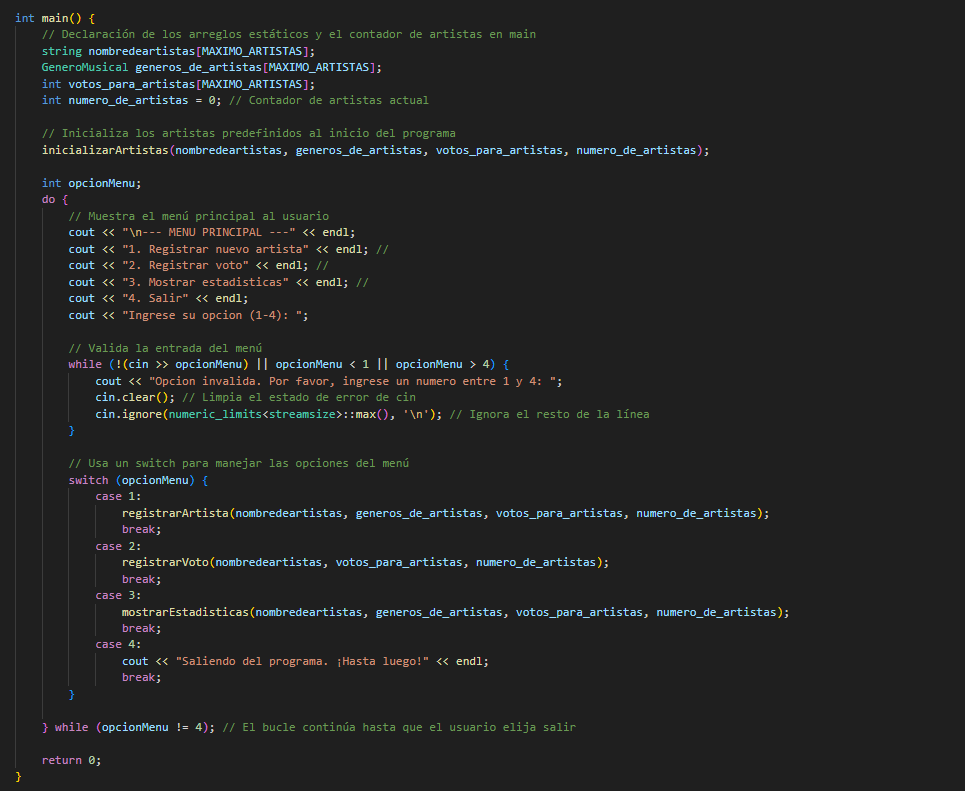 int main() {
    // Declaración de los arreglos estáticos y el contador de artistas en main
    string nombredeartistas[MAXIMO_ARTISTAS];
    GeneroMusical generos_de_artistas[MAXIMO_ARTISTAS];
    int votos_para_artistas[MAXIMO_ARTISTAS];
    int numero_de_artistas = 0; // Contador de artistas actual

    // Inicializa los artistas predefinidos al inicio del programa
    inicializarArtistas(nombredeartistas, generos_de_artistas, votos_para_artistas, numero_de_artistas);

    int opcionMenu;
    do {
        // Muestra el menú principal al usuario
        cout << "\n--- MENU PRINCIPAL ---" << endl;
        cout << "1. Registrar nuevo artista" << endl; //
        cout << "2. Registrar voto" << endl; //
        cout << "3. Mostrar estadisticas" << endl; //
        cout << "4. Salir" << endl;
        cout << "Ingrese su opcion (1-4): ";

        // Valida la entrada del menú
        while (!(cin >> opcionMenu) || opcionMenu < 1 || opcionMenu > 4) {
            cout << "Opcion invalida. Por favor, ingrese un numero entre 1 y 4: ";
            cin.clear(); // Limpia el estado de error de cin
            cin.ignore(numeric_limits<streamsize>::max(), '\n'); // Ignora el resto de la línea
        }

        // Usa un switch para manejar las opciones del menú
        switch (opcionMenu) {
            case 1:
                registrarArtista(nombredeartistas, generos_de_artistas, votos_para_artistas, numero_de_artistas);
                break;
            case 2:
                registrarVoto(nombredeartistas, votos_para_artistas, numero_de_artistas);
                break;
            case 3:
                mostrarEstadisticas(nombredeartistas, generos_de_artistas, votos_para_artistas, numero_de_artistas);
                break;
            case 4:
                cout << "Saliendo del programa. ¡Hasta luego!" << endl;
                break;
        }

    } while (opcionMenu != 4); // El bucle continúa hasta que el usuario elija salir

    return 0;
}